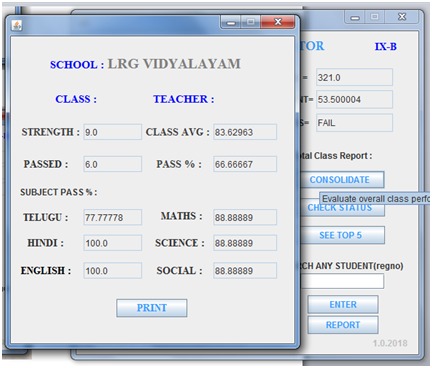 SCHOOL : LRG VIDYALAYAM
CLASS : TEACHER :
STRENGTH : 9.0 CLASS AVG : 83.62963
PASSED : 6.0 PASS % : 66.66667
SUBJECT PASS % :
TELUGU : 77.77778 MATHS : 88.88889
HINDI : 100.0 SCIENCE : 88.88889
ENGLISH : 100.0 SOCIAL : 88.88889
PRINT
TOR IX-B
= 321.0
NT= 53.500004
S= FAIL
otal Class Report :
CONSOLIDATE
Evaluate overall class perfo
CHECK STATUS
SEE TOP 5
RCH ANY STUDENT(regno)
ENTER
REPORT
1.0.2018